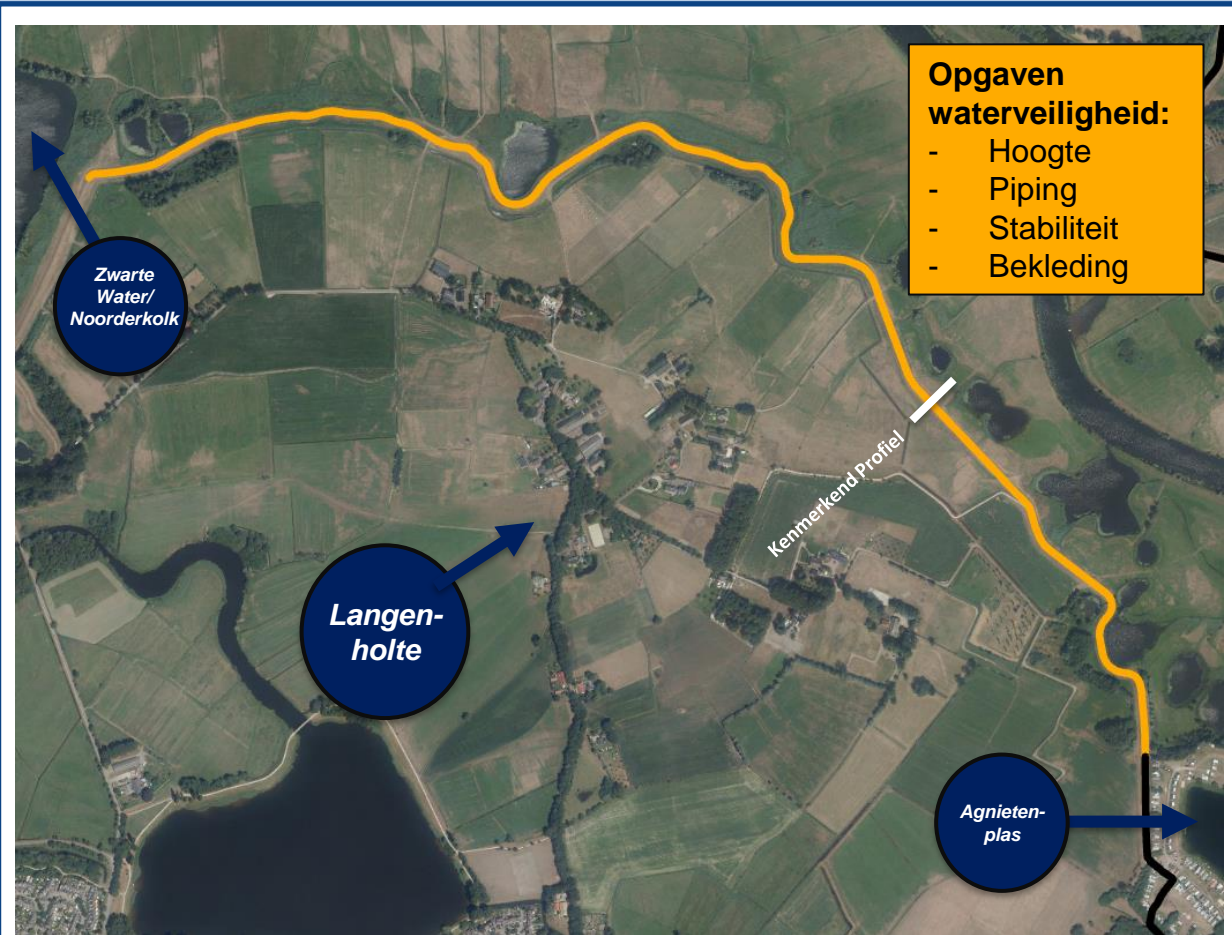 Opgaven
waterveiligheid:
- Hoogte
- Piping
- Stabiliteit
- Bekleding
Zwarte
Water/
Noorderkolk
Kenmerkend Profiel
Langen-
holte
Agnieten-
plas